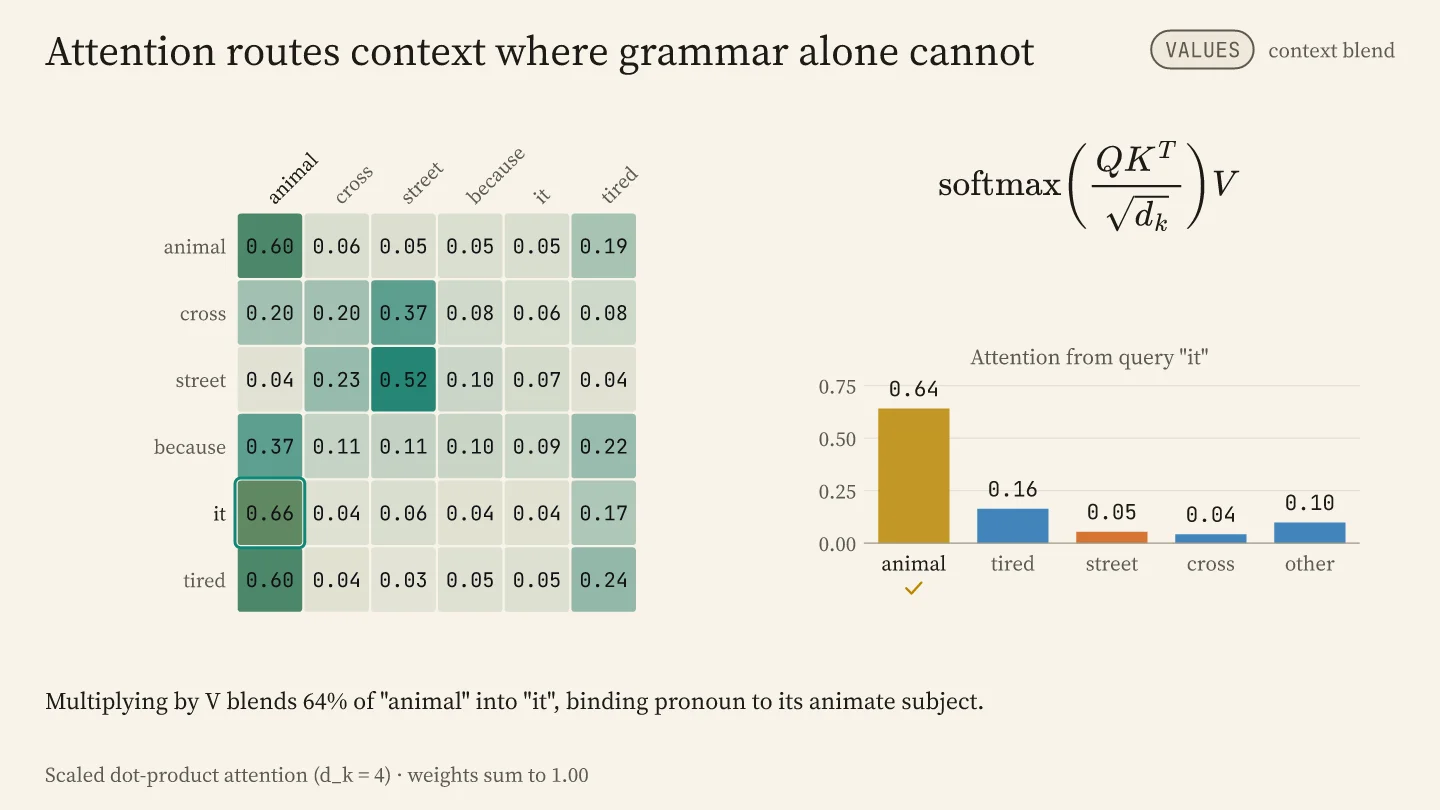 Attention routes context where grammar alone cannot
VALUES context blend
animal cross street because it tired
animal 0.60 0.06 0.05 0.05 0.05 0.19
cross 0.20 0.20 0.37 0.08 0.06 0.08
street 0.04 0.23 0.52 0.10 0.07 0.04
because 0.37 0.11 0.11 0.10 0.09 0.22
it 0.66 0.04 0.06 0.04 0.04 0.17
tired 0.60 0.04 0.03 0.05 0.05 0.24
softmax(QK^T / √d_k)V
Attention from query "it"
0.75
0.50
0.25
0.00
0.64 0.16 0.05 0.04 0.10
animal tired street cross other
Multiplying by V blends 64% of "animal" into "it", binding pronoun to its animate subject.
Scaled dot-product attention (d_k = 4) · weights sum to 1.00